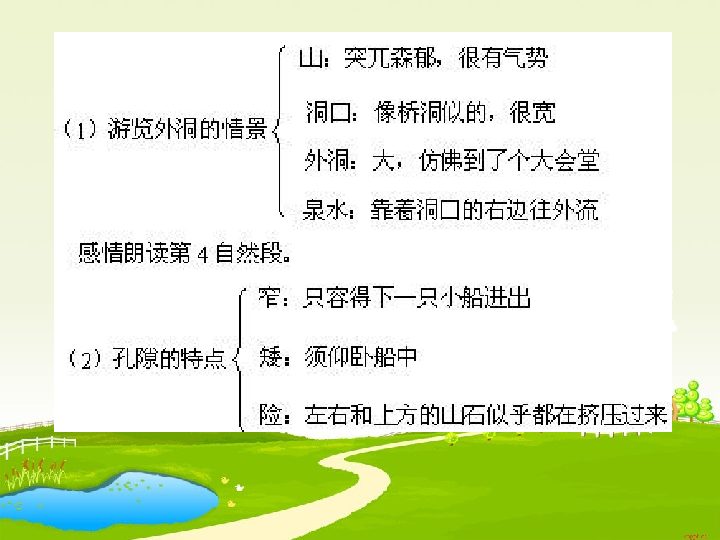 山：突兀森郁，很有气势
洞口：像桥洞似的，很宽
（1）游览外洞的情景
外洞：大，仿佛到了个大会堂
泉水：靠着洞口的右边往外流
感情朗读第 4 自然段。
窄：只容得下一只小船进出
（2）孔隙的特点
矮：须仰卧船中
险：左右和上方的山石似乎都在挤压过来